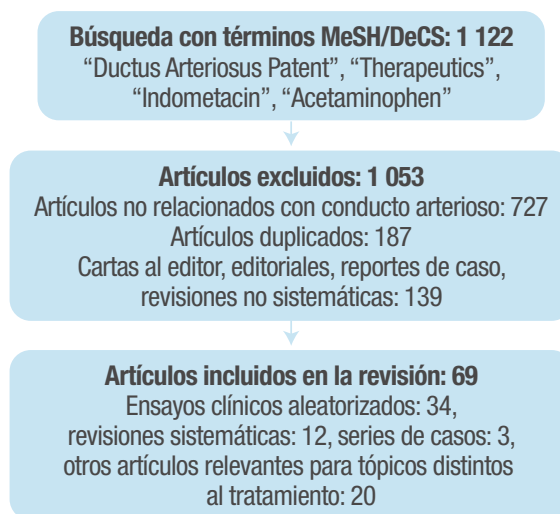 Búsqueda con términos MeSH/DeCS: 1 122
“Ductus Arteriosus Patent”, “Therapeutics”,
“Indometacin”, “Acetaminophen”
Artículos excluidos: 1 053
Artículos no relacionados con conducto arterioso: 727
Artículos duplicados: 187
Cartas al editor, editoriales, reportes de caso,
revisiones no sistemáticas: 139
Artículos incluidos en la revisión: 69
Ensayos clínicos aleatorizados: 34,
revisiones sistemáticas: 12, series de casos: 3,
otros artículos relevantes para tópicos distintos
al tratamiento: 20